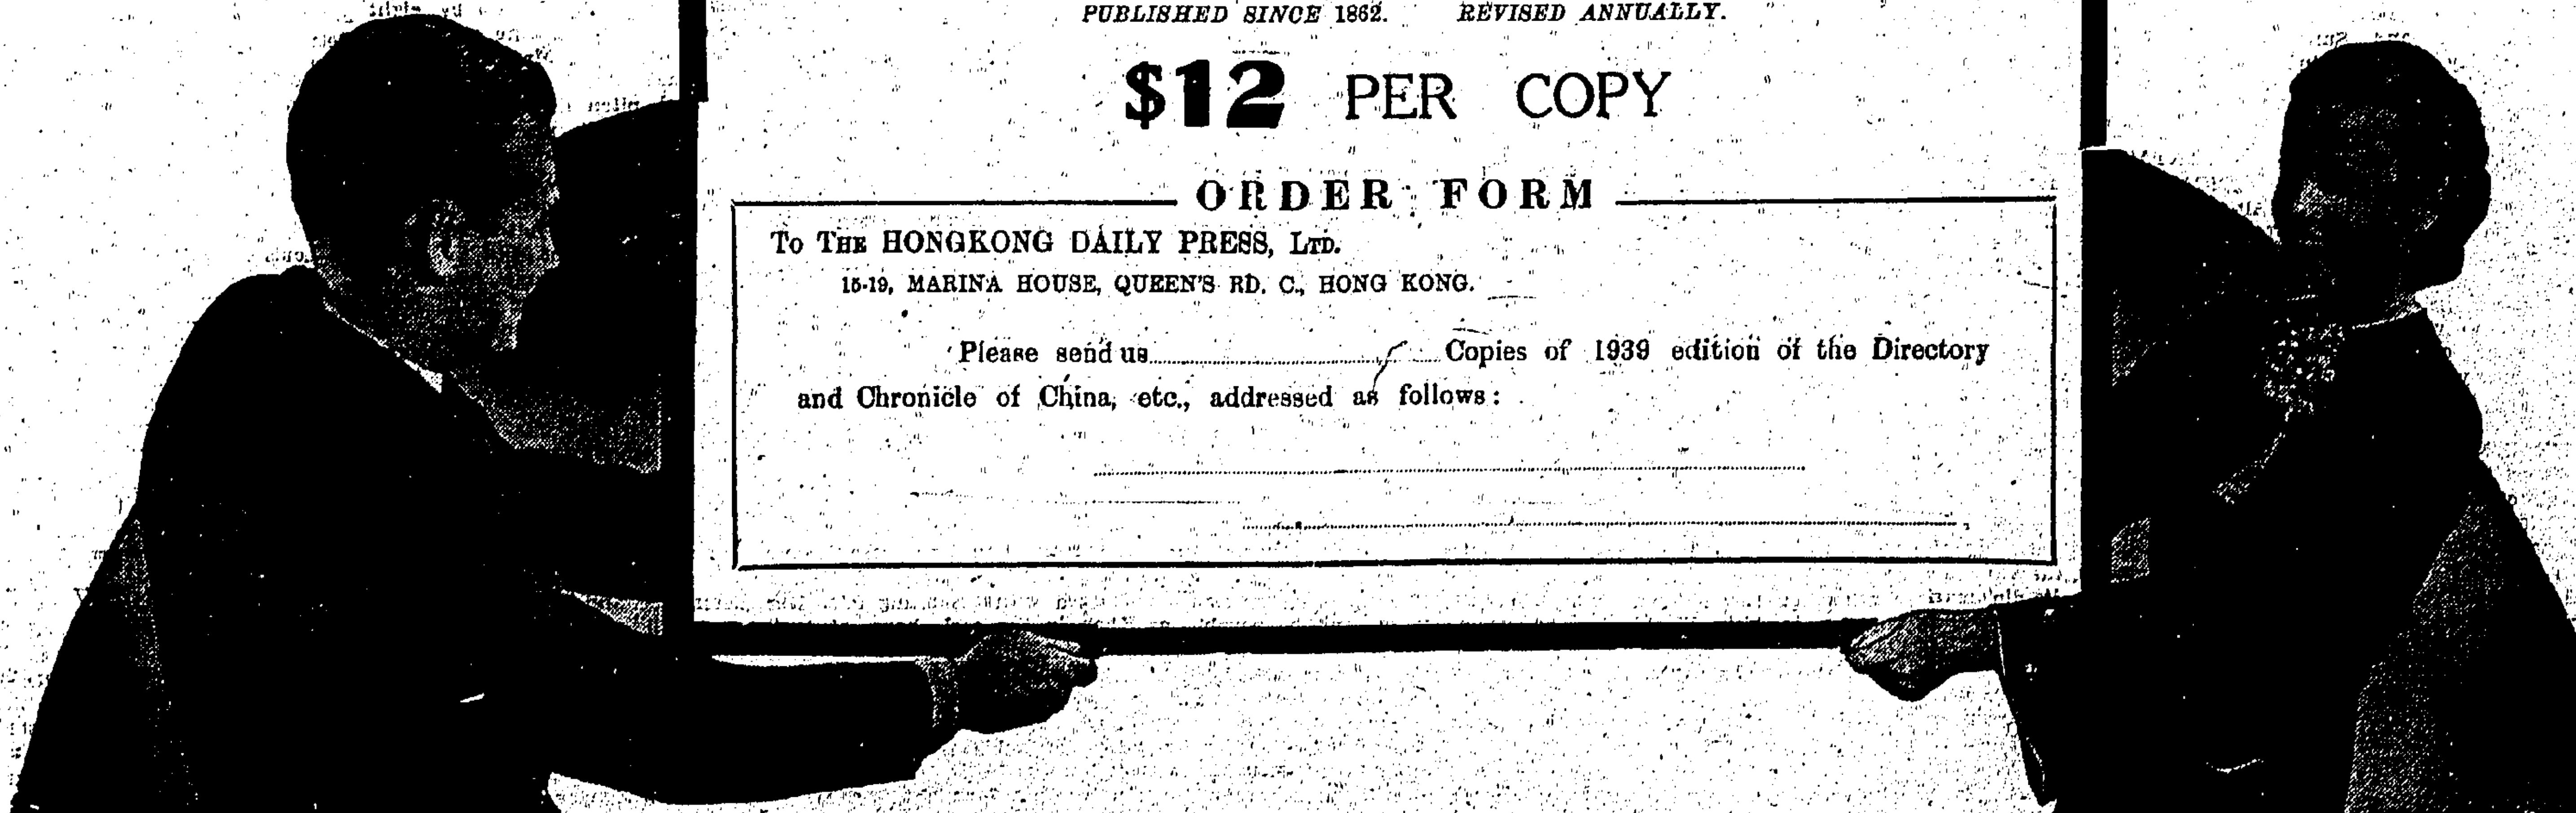 PUBLISHED SINCE 1862. REVISED ANNUALLY.
$12 PER COPY
ORDER FORM
To THE HONGKONG DAILY PRESS, LTD.
15-19, MARINA HOUSE, QUEEN'S RD. C., HONG KONG.
Please send us.......................................Copies of 1939 edition of the Directory
and Chronicle of China, etc., addressed as follows: